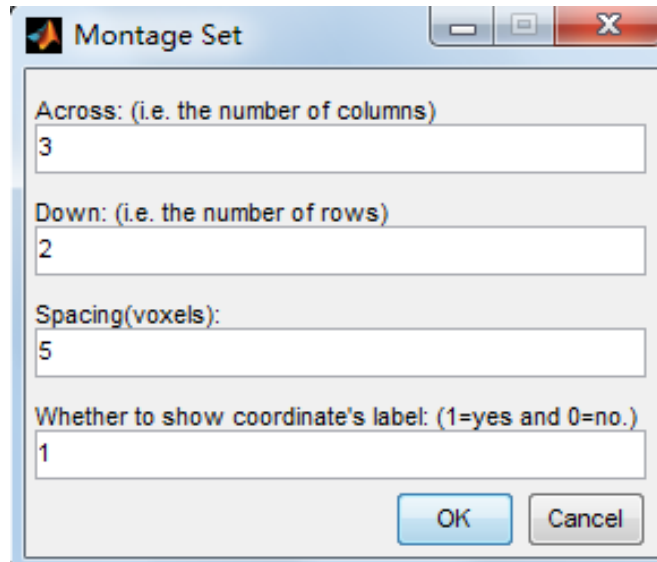 Montage Set
Across: (i.e. the number of columns)
3
Down: (i.e. the number of rows)
2
Spacing(voxels):
5
Whether to show coordinate's label: (1=yes and 0=no.)
1
OK Cancel